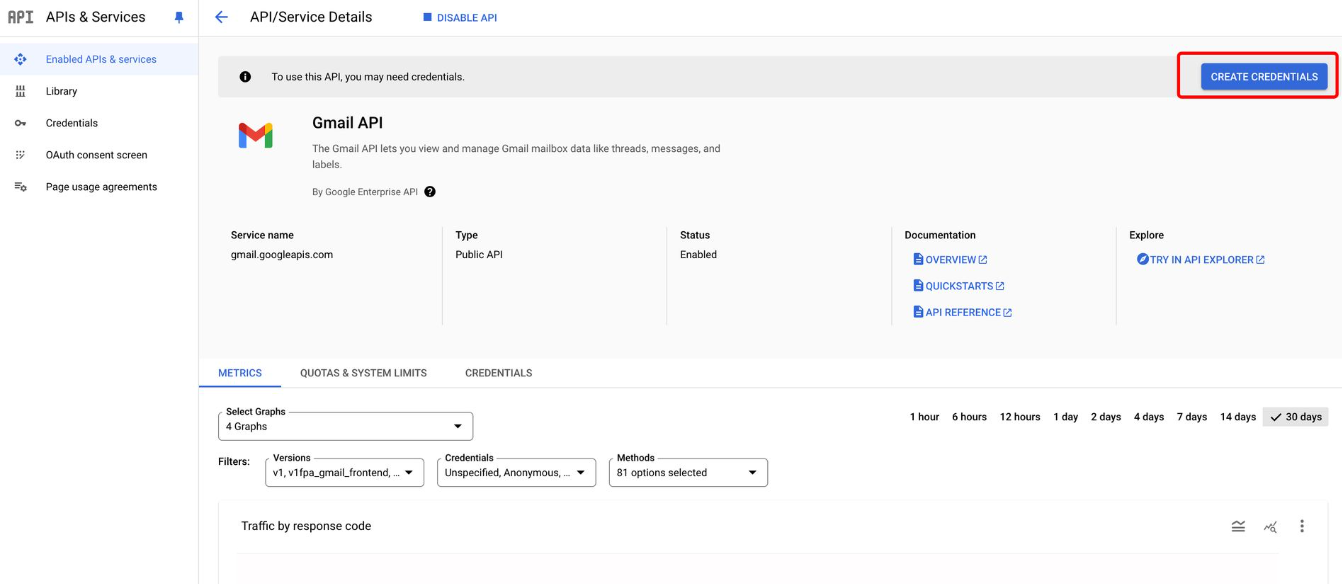 API APIs & Services
API/Service Details
DISABLE API
Enabled APIs & services
Library
Credentials
OAuth consent screen
Page usage agreements
To use this API, you may need credentials.
CREATE CREDENTIALS
Gmail API
The Gmail API lets you view and manage Gmail mailbox data like threads, messages, and
labels.
By Google Enterprise API
Service name
gmail.googleapis.com
Type
Public API
Status
Enabled
Documentation
OVERVIEW
QUICKSTARTS
API REFERENCE
Explore
TRY IN API EXPLORER
METRICS
QUOTAS & SYSTEM LIMITS
CREDENTIALS
Select Graphs
4 Graphs
1 hour 6 hours 12 hours 1 day 2 days 4 days 7 days 14 days 30 days
Filters:
Versions
v1, v1fpa_gmail_frontend, ...
Credentials
Unspecified, Anonymous, ...
Methods
81 options selected
Traffic by response code